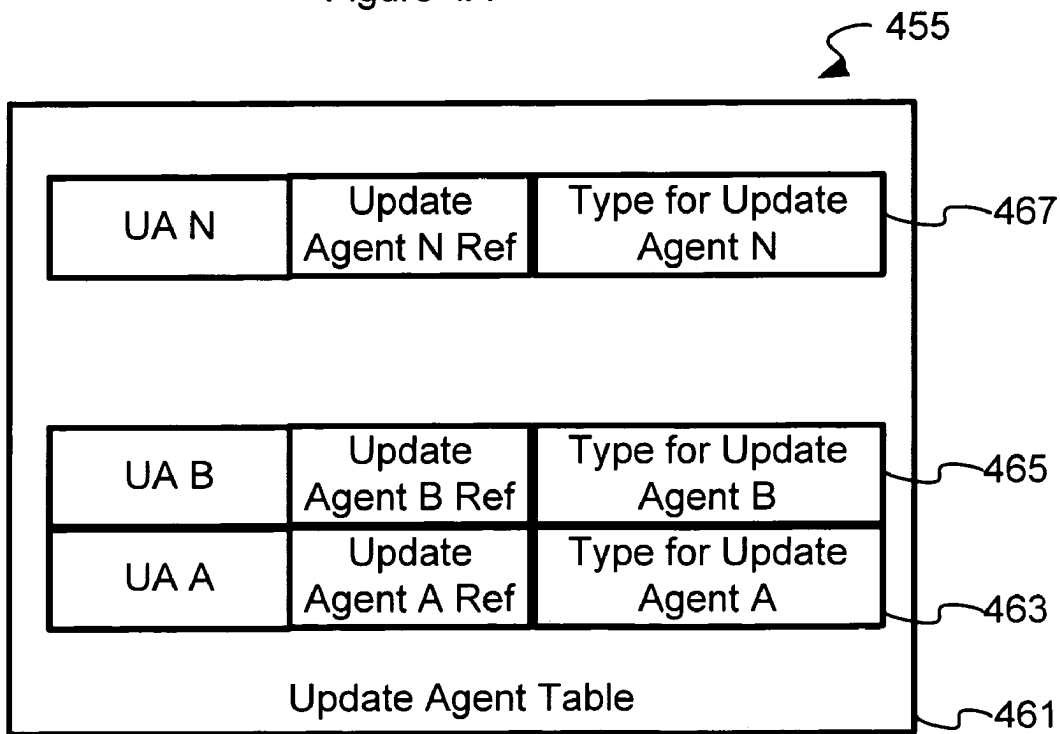 455
UA N
Update
Agent N Ref
Type for Update
Agent N
467
UA B
Update
Agent B Ref
Type for Update
Agent B
465
UA A
Update
Agent A Ref
Type for Update
Agent A
463
Update Agent Table
461